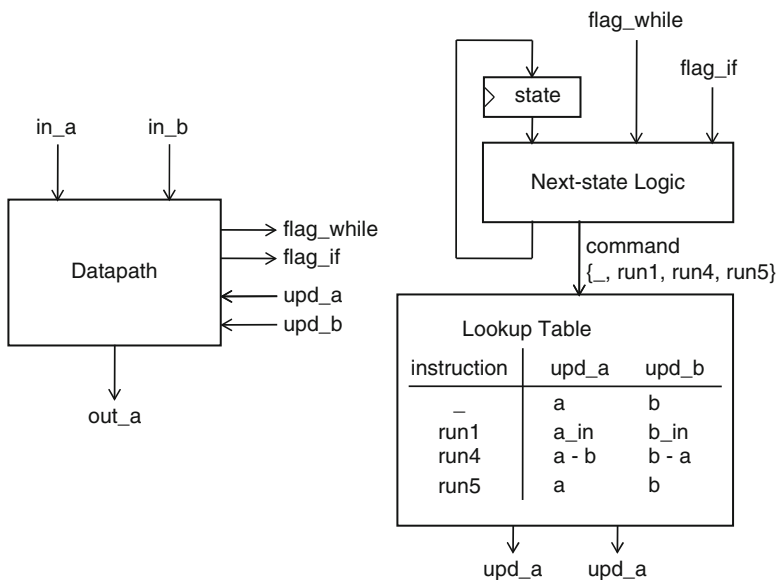 in_a
in_b
Datapath
flag_while
flag_if
upd_a
upd_b
out_a
flag_while
flag_if
state
Next-state Logic
command
{_, run1, run4, run5}
Lookup Table
instruction upd_a upd_b
_ a b
run1 a_in b_in
run4 a - b b - a
run5 a b
upd_a upd_a